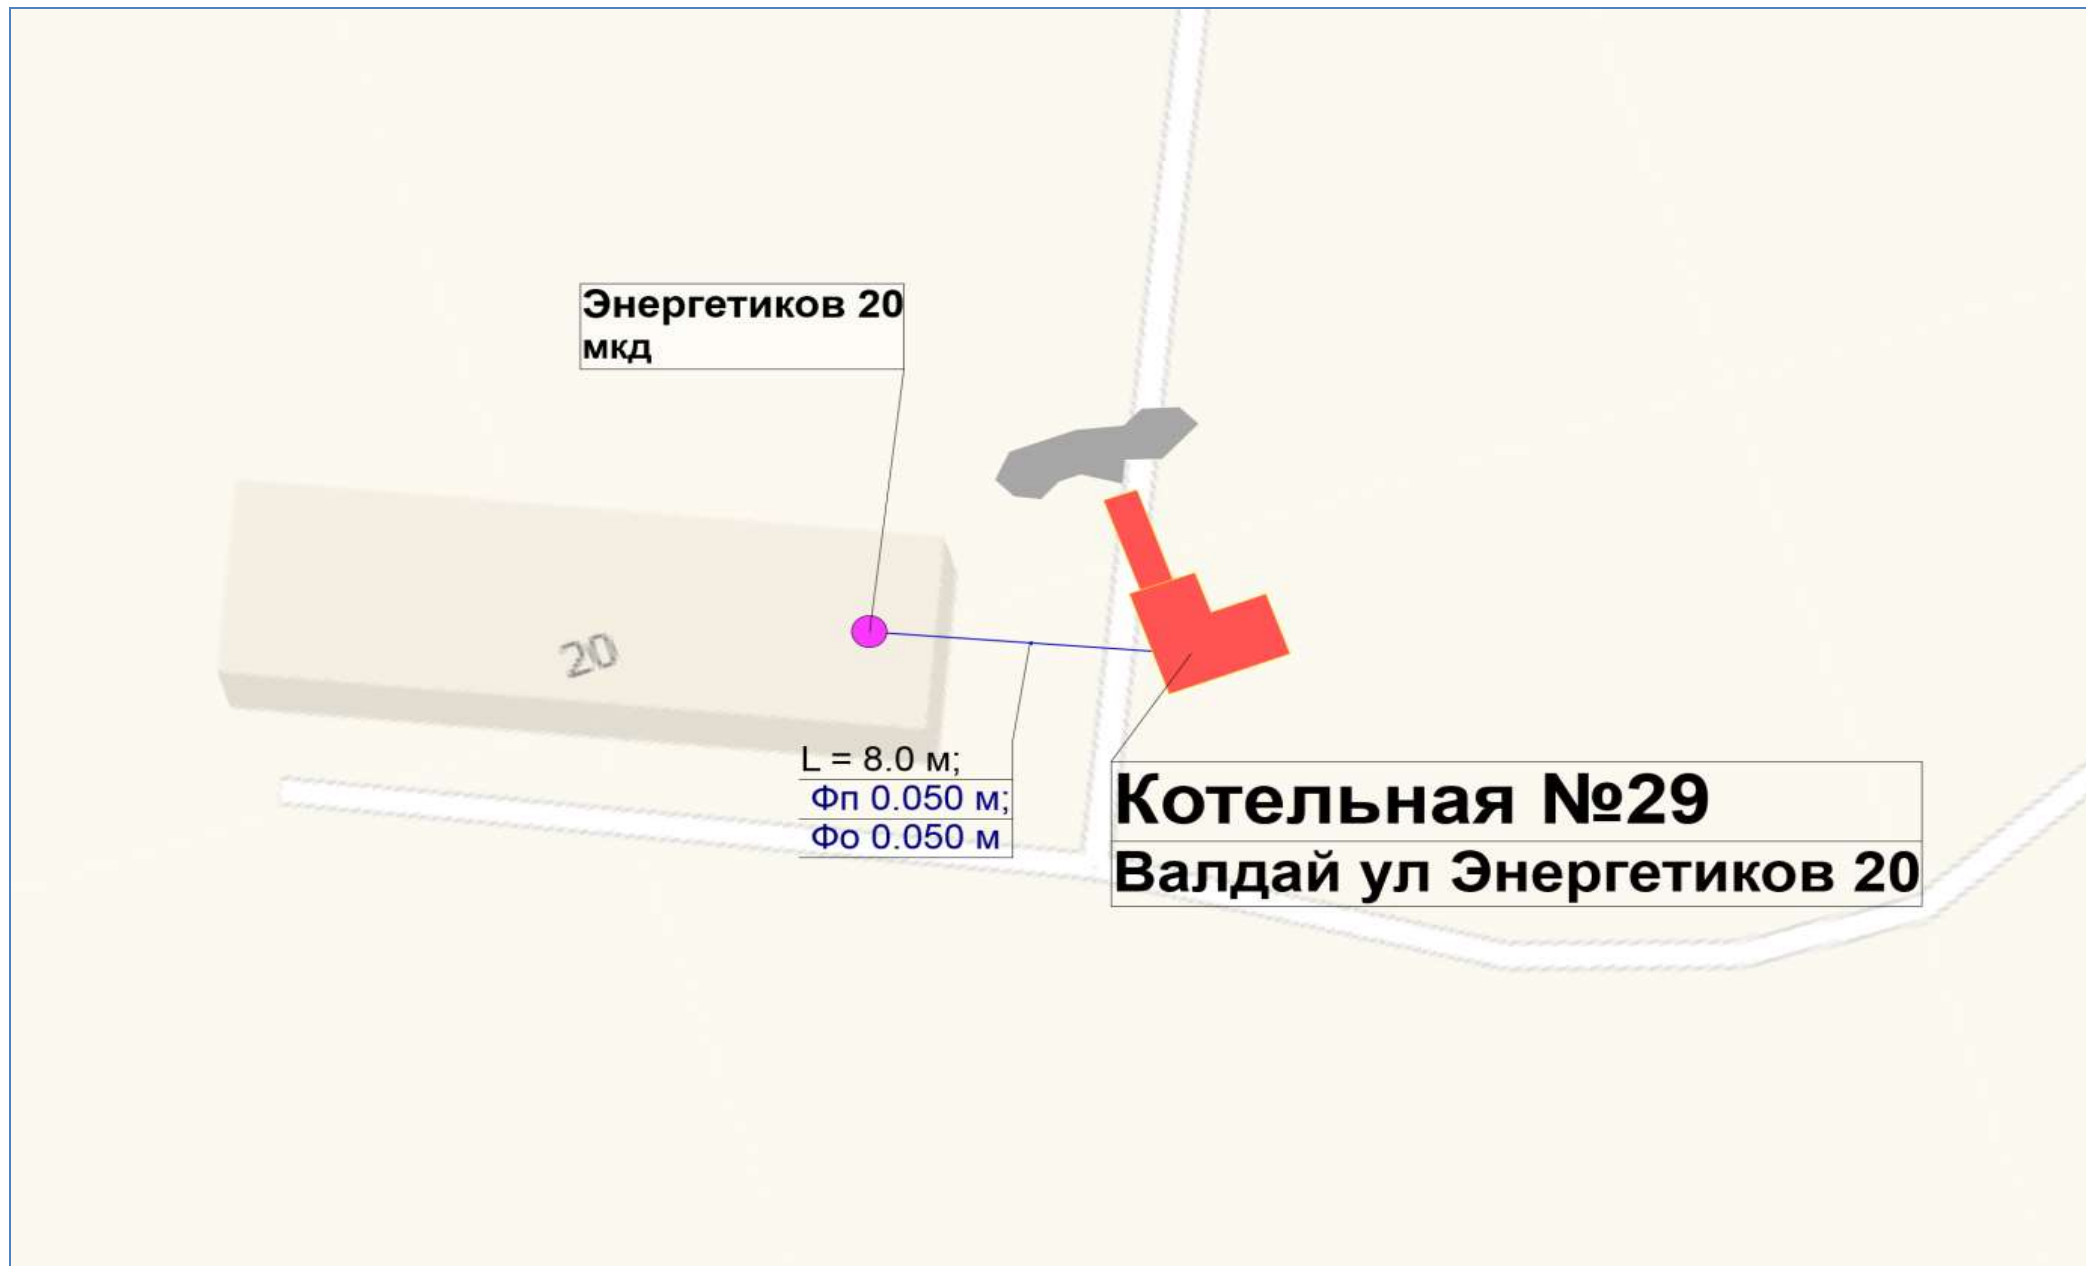 Энергетиков 20
мкд
20
L = 8.0 м;
Фп 0.050 м;
Фо 0.050 м
Котельная №29
Валдай ул Энергетиков 20